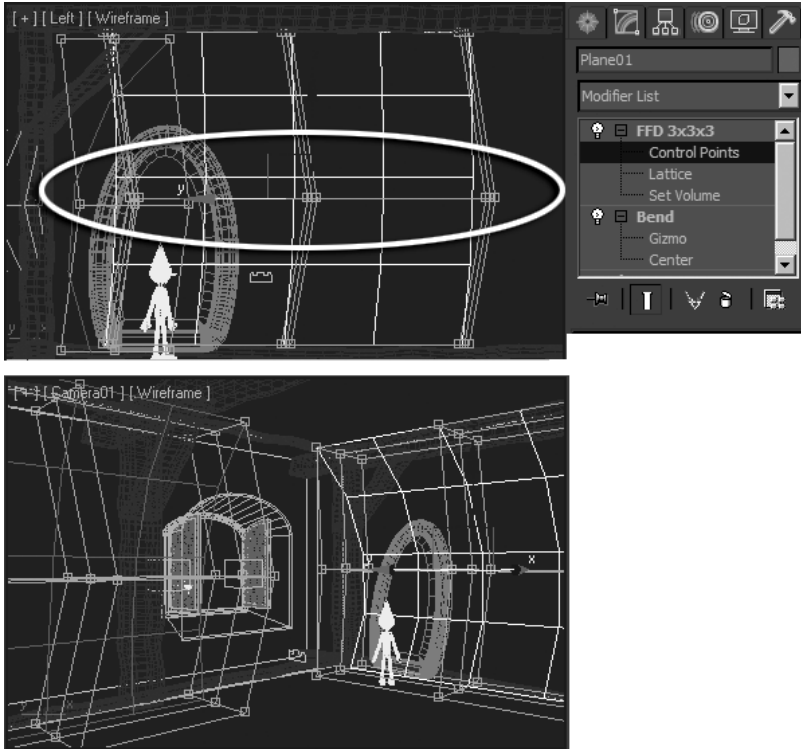 [ + ] [ Left ] [ Wireframe ]
y
y x
Plane01
Modifier List
FFD 3x3x3
Control Points
Lattice
Set Volume
Bend
Gizmo
Center
[ + ] [ Camera01 ] [ Wireframe ]
y
x
y x